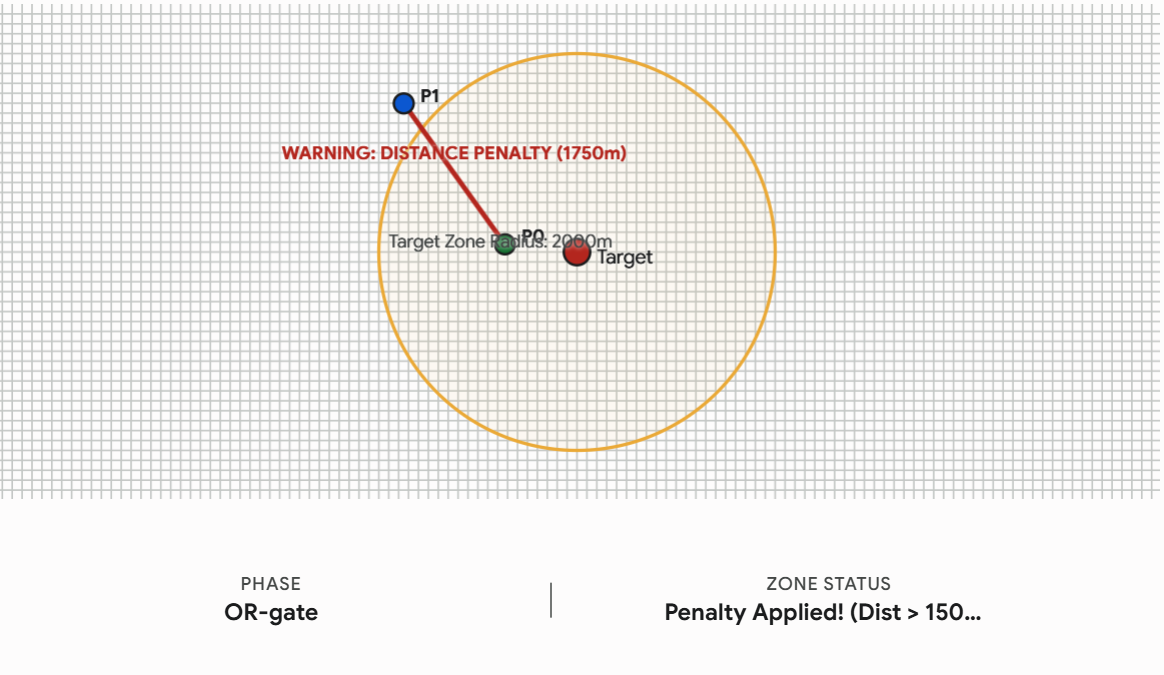 P1
WARNING: DISTANCE PENALTY (1750m)
P0
Target Zone Radius: 2000m
Target
PHASE
OR-gate
ZONE STATUS
Penalty Applied! (Dist > 150...